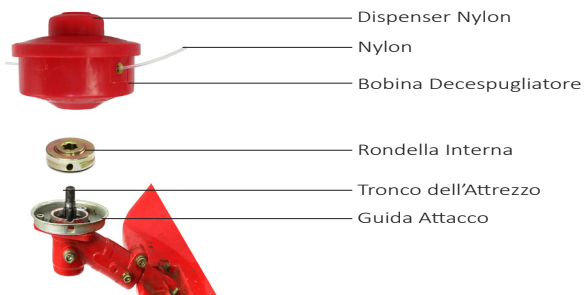 Dispenser Nylon
Nylon
Bobina Decespugliatore
Rondella Interna
Tronco dell’Attrezzo
Guida Attacco